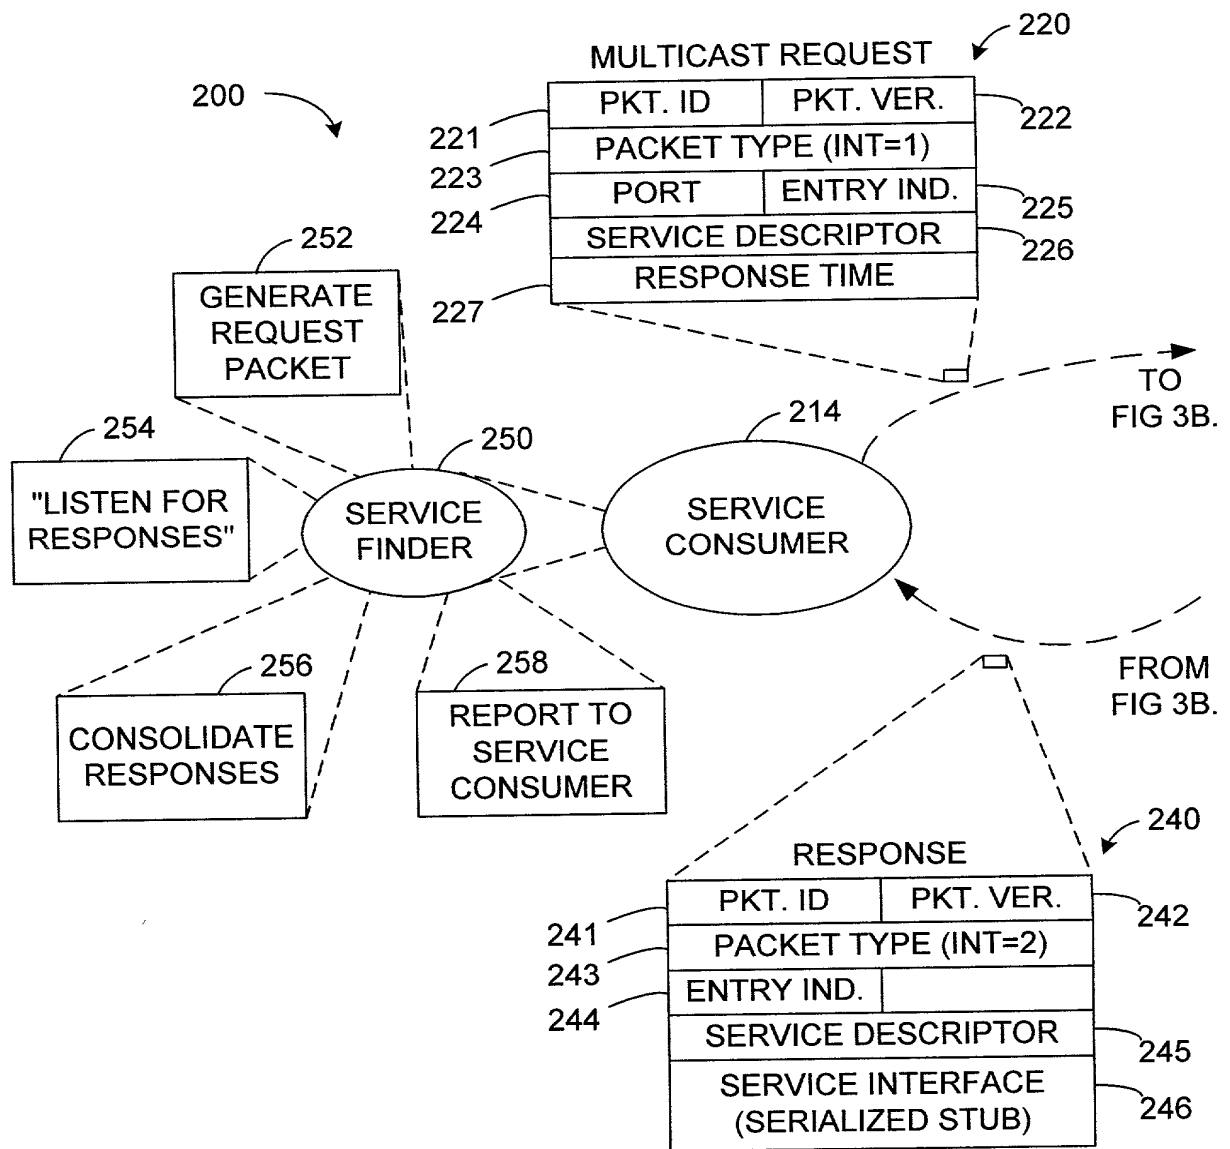 220
MULTICAST REQUEST
200
PKT. ID
PKT. VER.
221
222
PACKET TYPE (INT=1)
223
PORT
ENTRY IND.
224
225
SERVICE DESCRIPTOR
226
RESPONSE TIME
227
252
GENERATE
REQUEST
PACKET
TO
FIG 3B.
254
250
214
"LISTEN FOR
RESPONSES"
SERVICE
FINDER
SERVICE
CONSUMER
256
258
FROM
FIG 3B.
CONSOLIDATE
RESPONSES
REPORT TO
SERVICE
CONSUMER
240
RESPONSE
PKT. ID
PKT. VER.
241
242
PACKET TYPE (INT=2)
243
ENTRY IND.
244
SERVICE DESCRIPTOR
245
SERVICE INTERFACE
(SERIALIZED STUB)
246